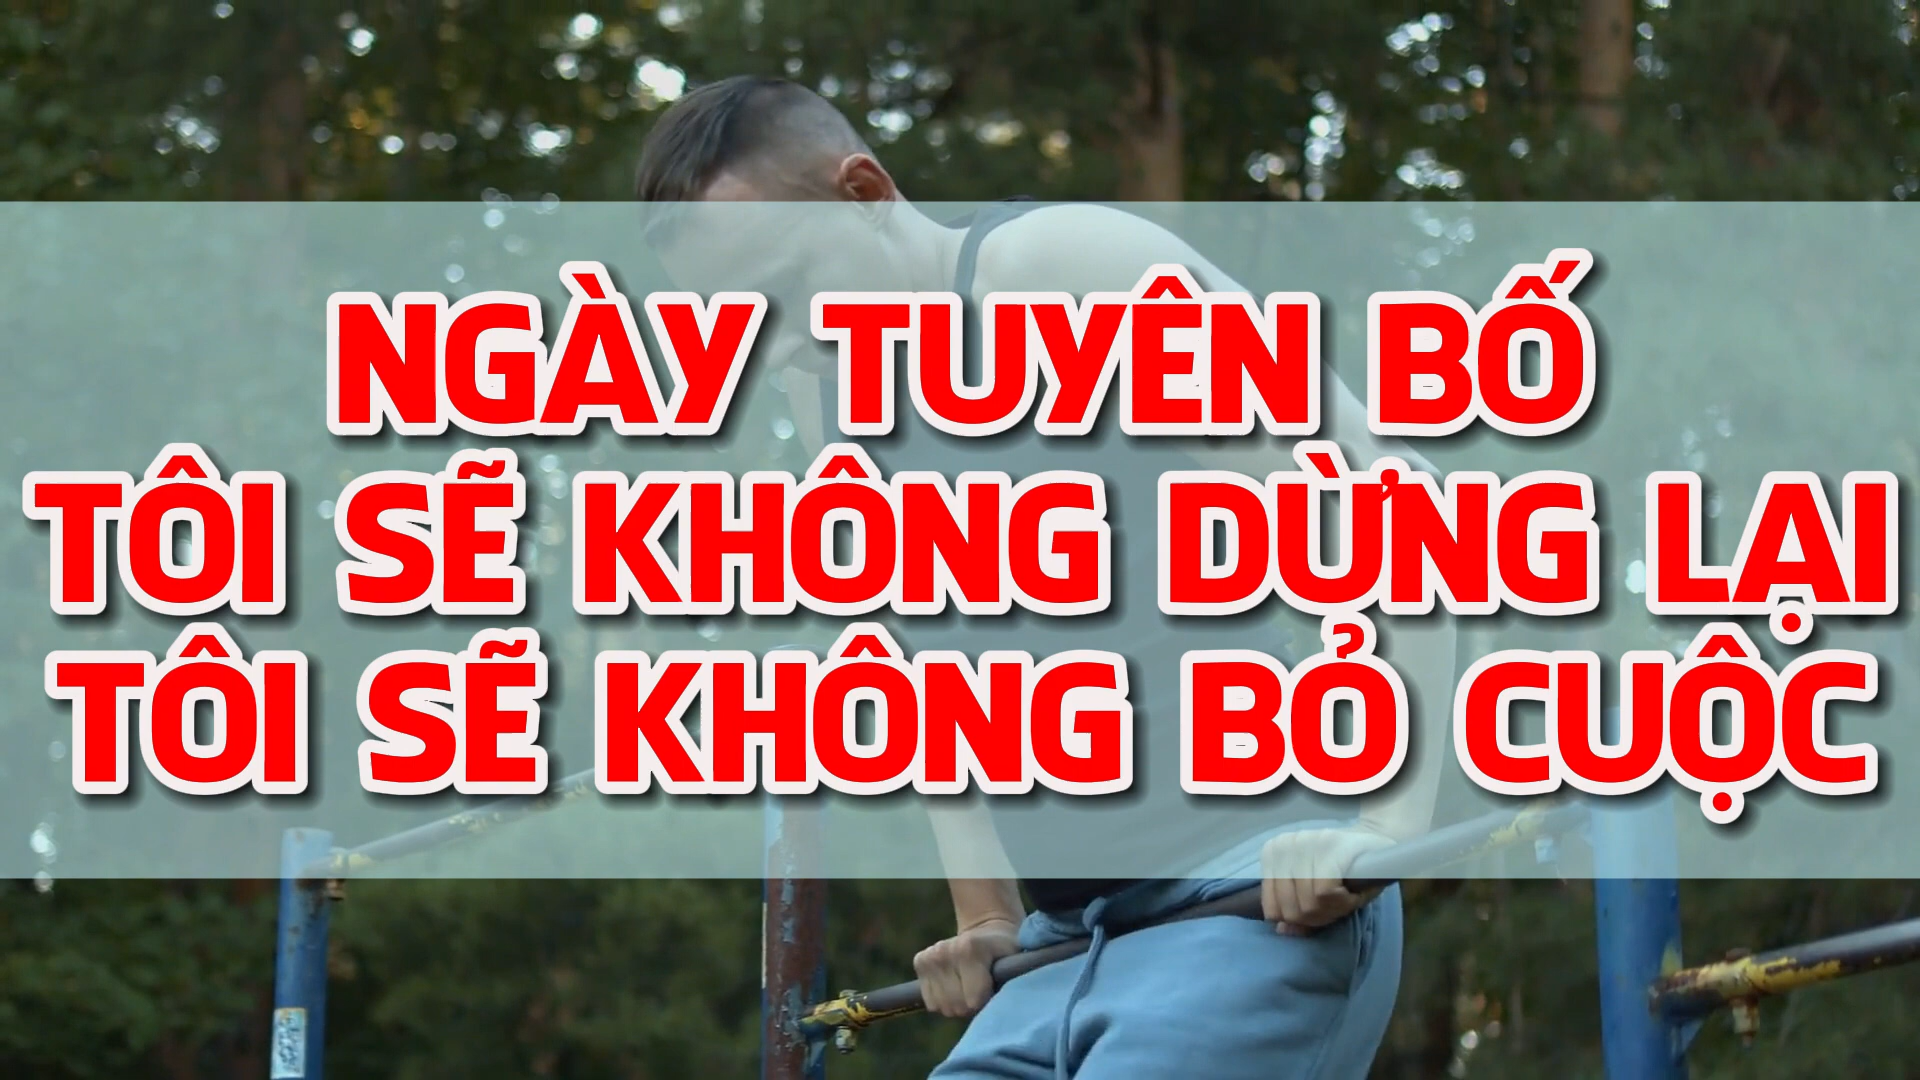 NGÀY TUYÊN BỐ
TÔI SẼ KHÔNG DỪNG LẠI
TÔI SẼ KHÔNG BỎ CUỘC